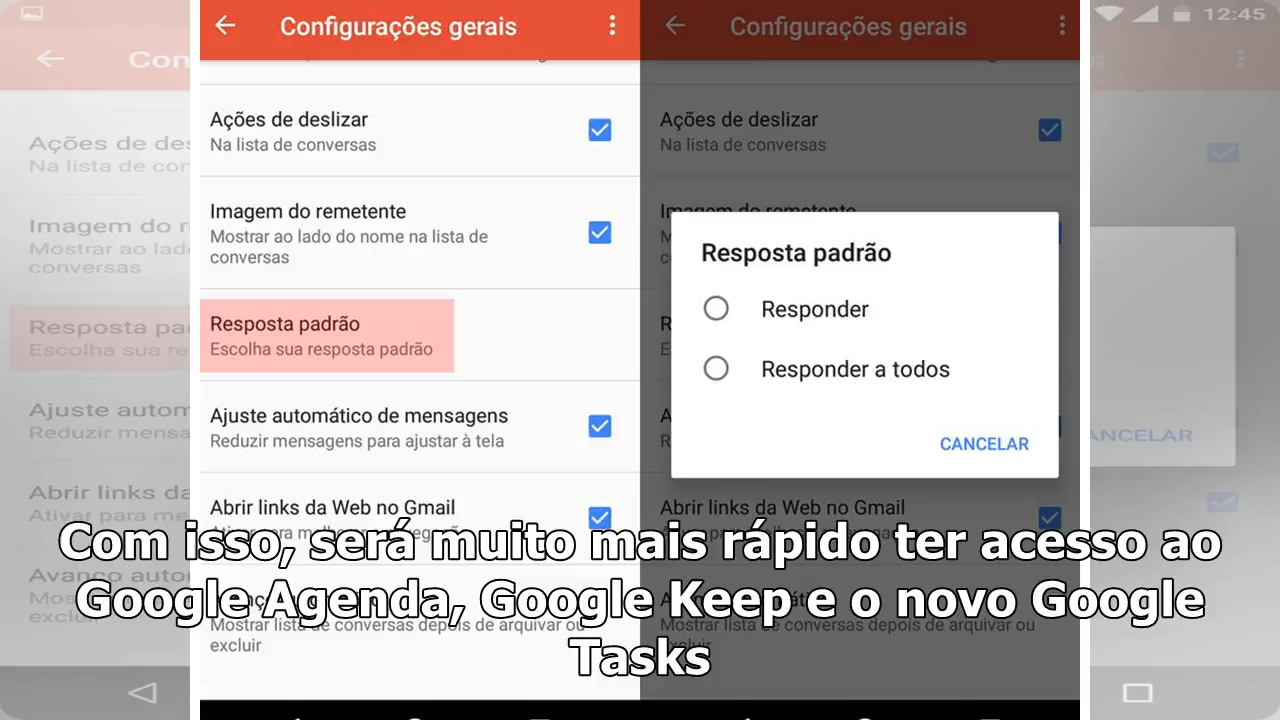 12:45
Configurações gerais
Ações de deslizar
Na lista de conversas
Imagem do remetente
Mostrar ao lado do nome na lista de
conversas
Resposta padrão
Escolha sua resposta padrão
Ajuste automático de mensagens
Reduzir mensagens para ajustar à tela
Abrir links da Web no Gmail
Mostrar lista de conversas depois de arquivar ou
excluir
Configurações gerais
Ações de deslizar
Na lista de conversas
Imagem do remetente
Resposta padrão
Responder
Responder a todos
CANCELAR
Abrir links da Web no Gmail
Mostrar lista de conversas depois de arquivar ou
excluir
Com isso, será muito mais rápido ter acesso ao
Google Agenda, Google Keep e o novo Google
Tasks